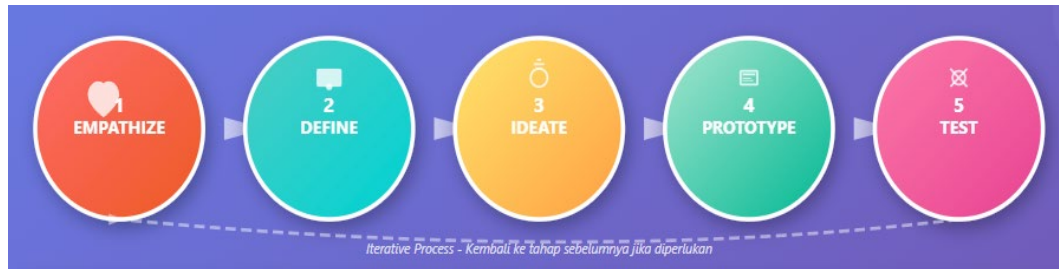 1
EMPATHIZE
2
DEFINE
3
IDEATE
4
PROTOTYPE
5
TEST
Iterative Process - Kembali ke tahap sebelumnya jika diperlukan